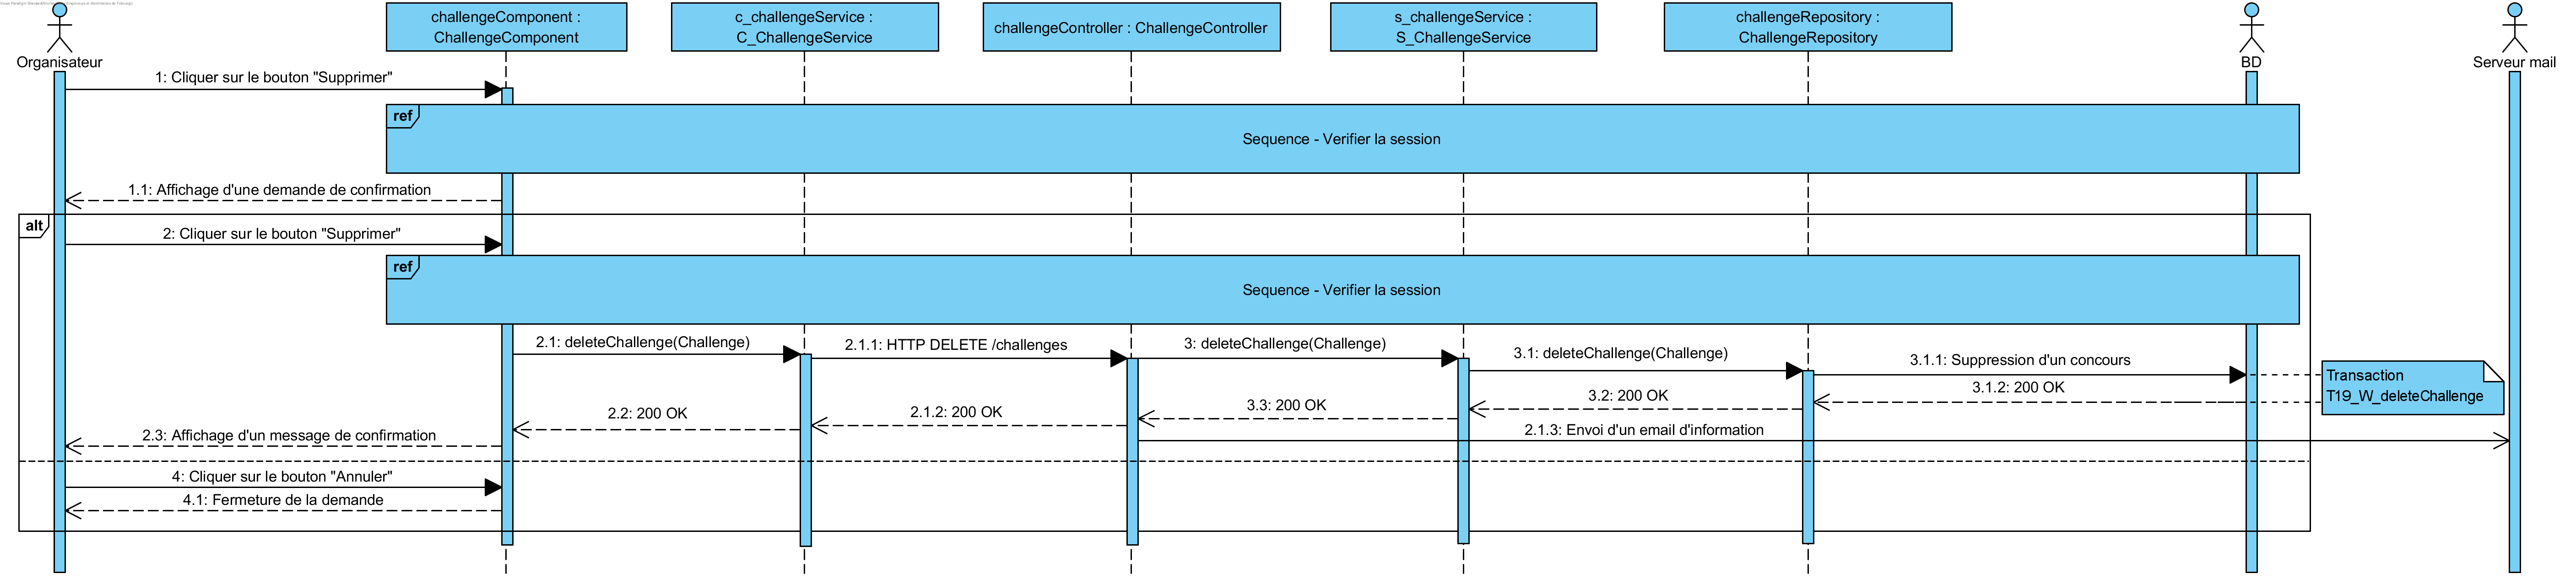 challengeComponent :
ChallengeComponent
c_challengeService :
C_ChallengeService
challengeController : ChallengeController
s_challengeService :
S_ChallengeService
challengeRepository :
ChallengeRepository
Organisateur
BD
Serveur mail
1: Cliquer sur le bouton "Supprimer"
ref
Sequence - Verifier la session
1.1: Affichage d'une demande de confirmation
alt
2: Cliquer sur le bouton "Supprimer"
ref
Sequence - Verifier la session
2.1: deleteChallenge(Challenge)
2.1.1: HTTP DELETE /challenges
3: deleteChallenge(Challenge)
3.1: deleteChallenge(Challenge)
3.1.1: Suppression d'un concours
Transaction
T19_W_deleteChallenge
3.1.2: 200 OK
3.2: 200 OK
3.3: 200 OK
2.1.2: 200 OK
2.2: 200 OK
2.3: Affichage d'un message de confirmation
2.1.3: Envoi d'un email d'information
4: Cliquer sur le bouton "Annuler"
4.1: Fermeture de la demande